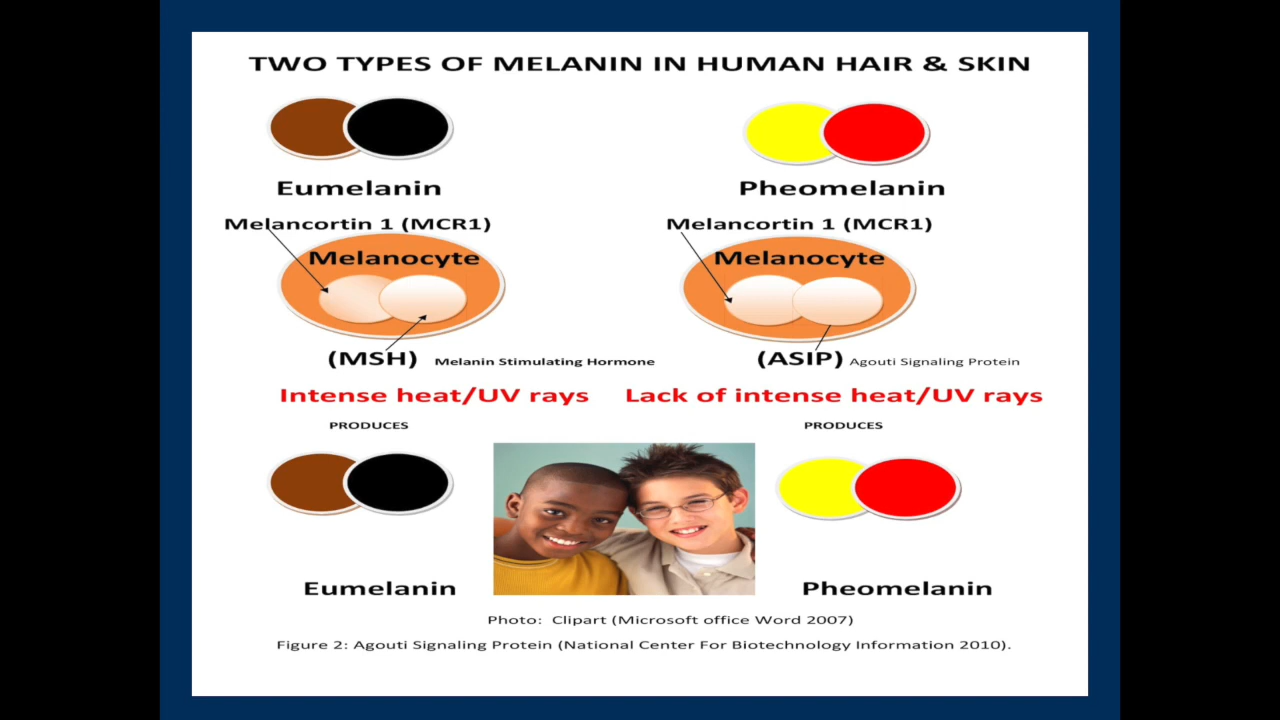 TWO TYPES OF MELANIN IN HUMAN HAIR & SKIN
Eumelanin
Pheomelanin
Melancortin 1 (MCR1)
Melancortin 1 (MCR1)
Melanocyte
Melanocyte
(MSH) Melanin Stimulating Hormone
(ASIP) Agouti Signaling Protein
Intense heat/UV rays
Lack of intense heat/UV rays
PRODUCES
PRODUCES
Eumelanin
Pheomelanin
Photo: Clipart (Microsoft office Word 2007)
Figure 2: Agouti Signaling Protein (National Center For Biotechnology Information 2010).